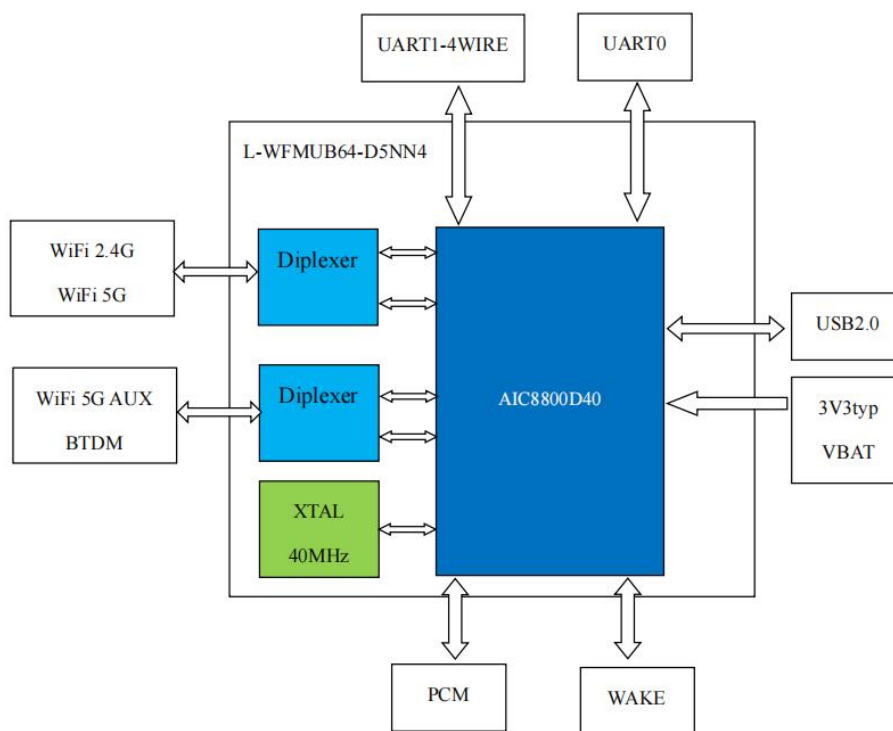 UART1-4WIRE
UART0
L-WFMUB64-D5NN4
WiFi 2.4G
WiFi 5G
Diplexer
USB2.0
WiFi 5G AUX
BTDM
Diplexer
AIC8800D40
3V3typ
VBAT
XTAL
40MHz
PCM
WAKE